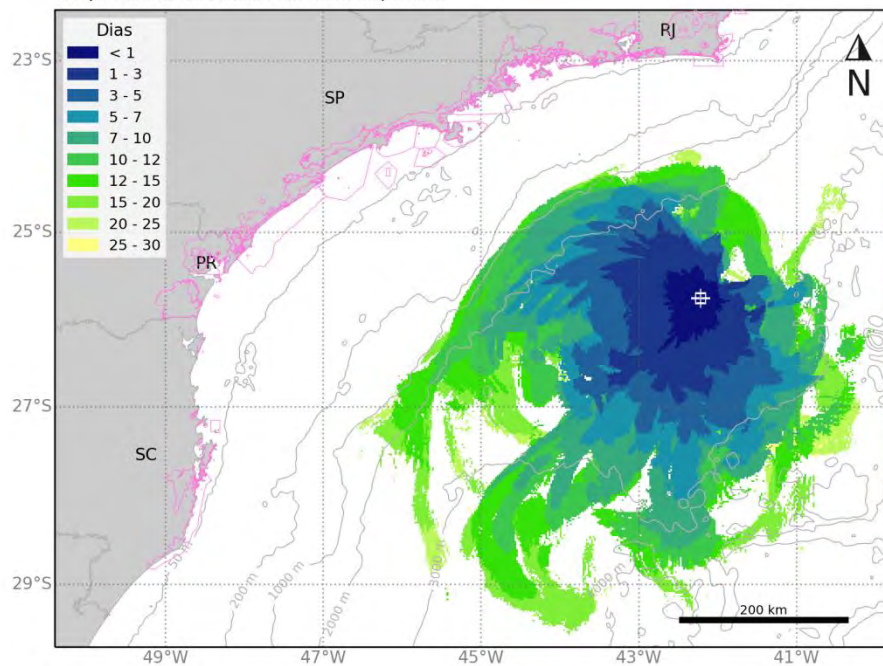 Dias
< 1
1 - 3
3 - 5
5 - 7
7 - 10
10 - 12
12 - 15
15 - 20
20 - 25
25 - 30
RJ
SP
PR
SC
N
23°S
25°S
27°S
29°S
50 m
200 m
1000 m
2000 m
3000 m
200 km
49°W
47°W
45°W
43°W
41°W